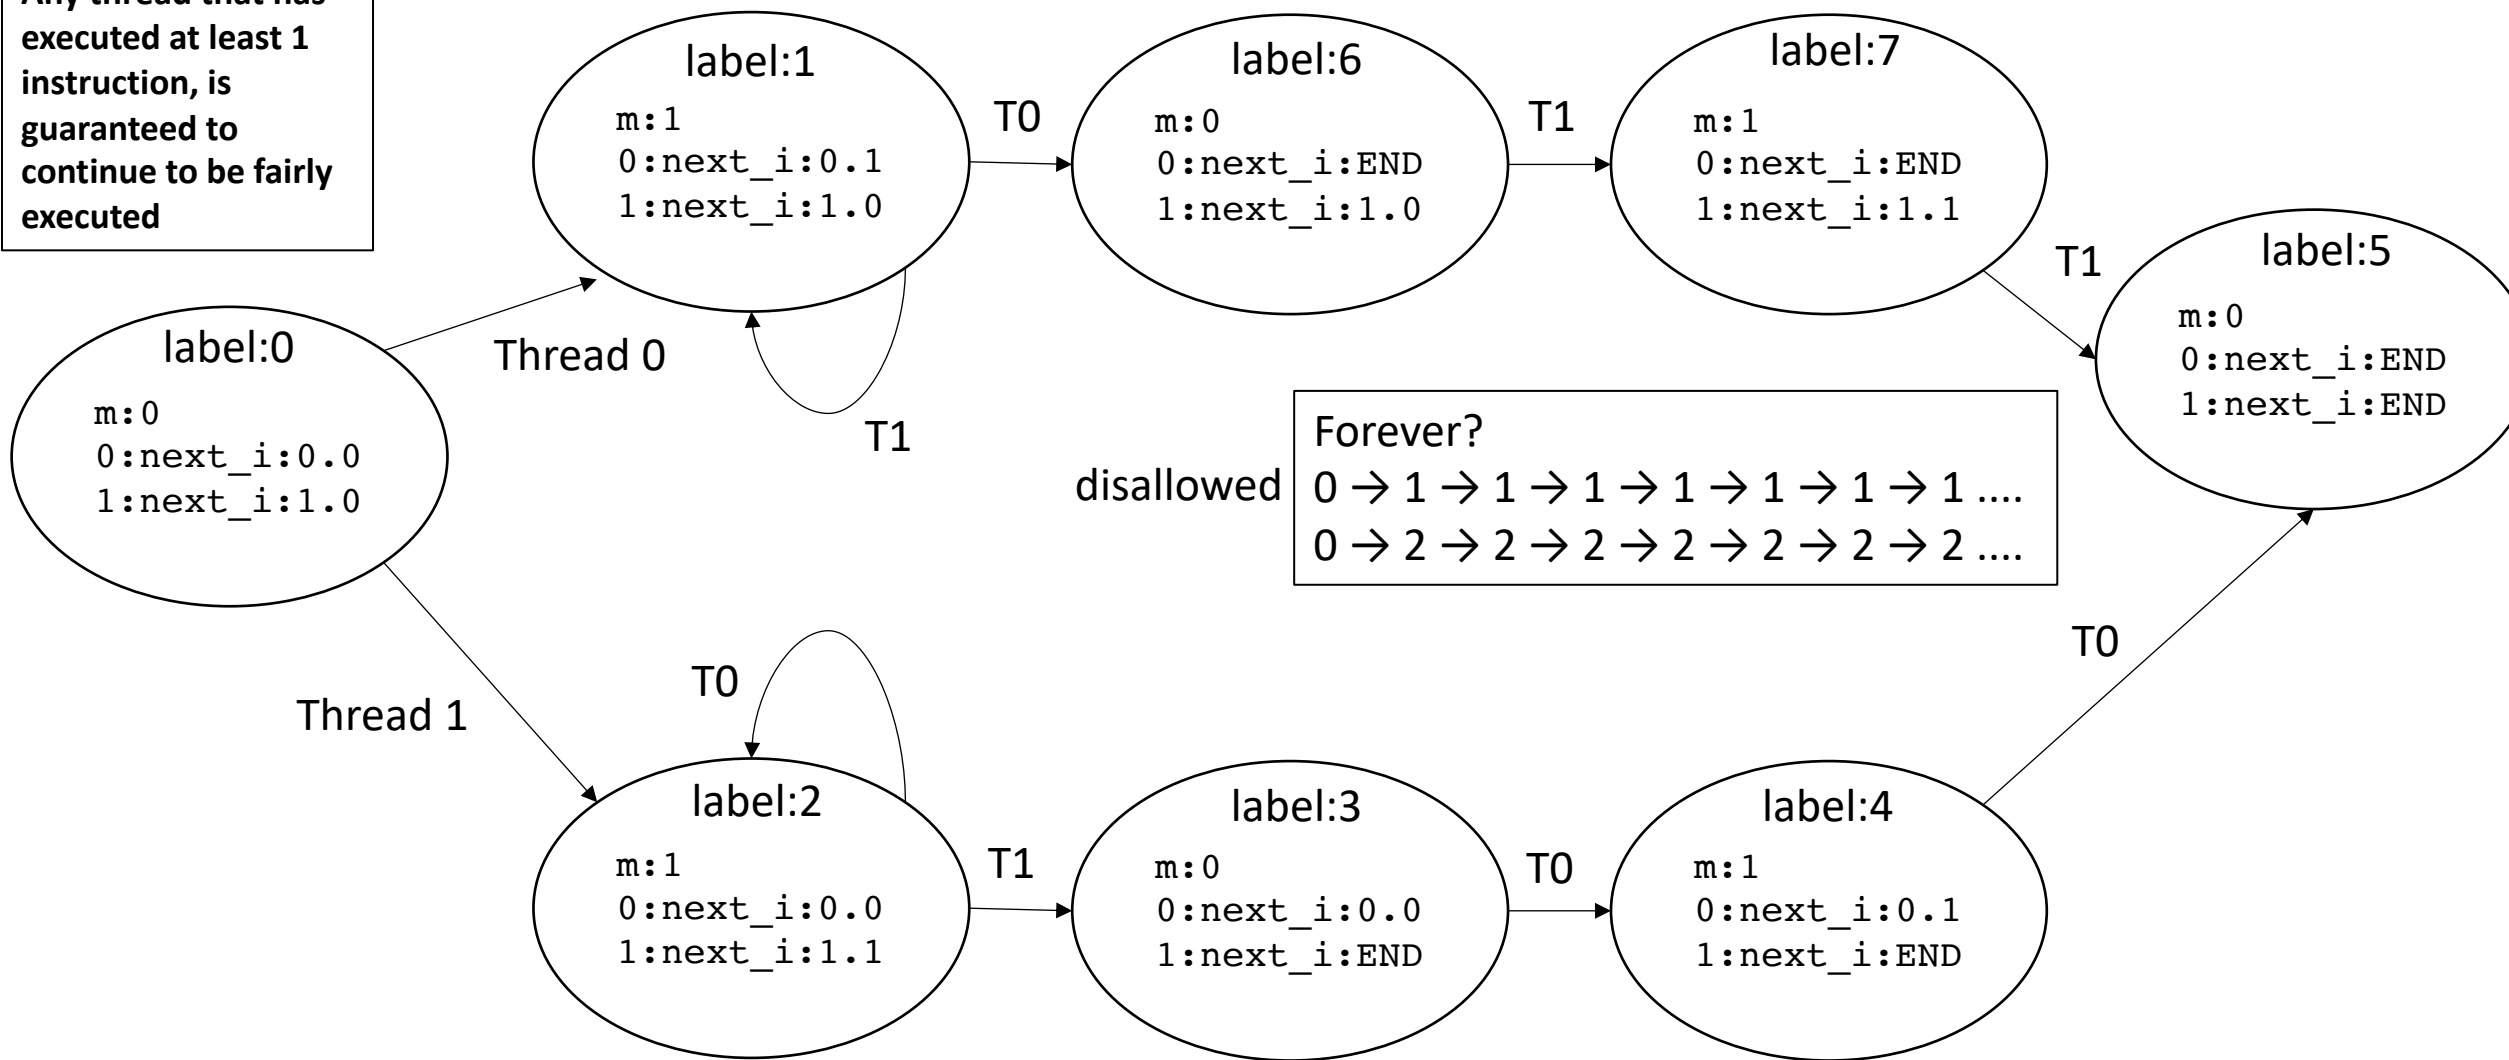 Any thread that has
executed at least 1
instruction, is
guaranteed to
continue to be fairly
executed
label:0
m:0
0:next_i:0.0
1:next_i:1.0
Thread 0
Thread 1
label:1
m:1
0:next_i:0.1
1:next_i:1.0
T1
T0
label:6
m:0
0:next_i:END
1:next_i:1.0
T1
label:7
m:1
0:next_i:END
1:next_i:1.1
T1
label:5
m:0
0:next_i:END
1:next_i:END
disallowed
Forever?
0 → 1 → 1 → 1 → 1 → 1 → 1 → 1 ....
0 → 2 → 2 → 2 → 2 → 2 → 2 → 2 ....
T0
label:2
m:1
0:next_i:0.0
1:next_i:1.1
T1
label:3
m:0
0:next_i:0.0
1:next_i:END
T0
label:4
m:1
0:next_i:0.1
1:next_i:END
T0